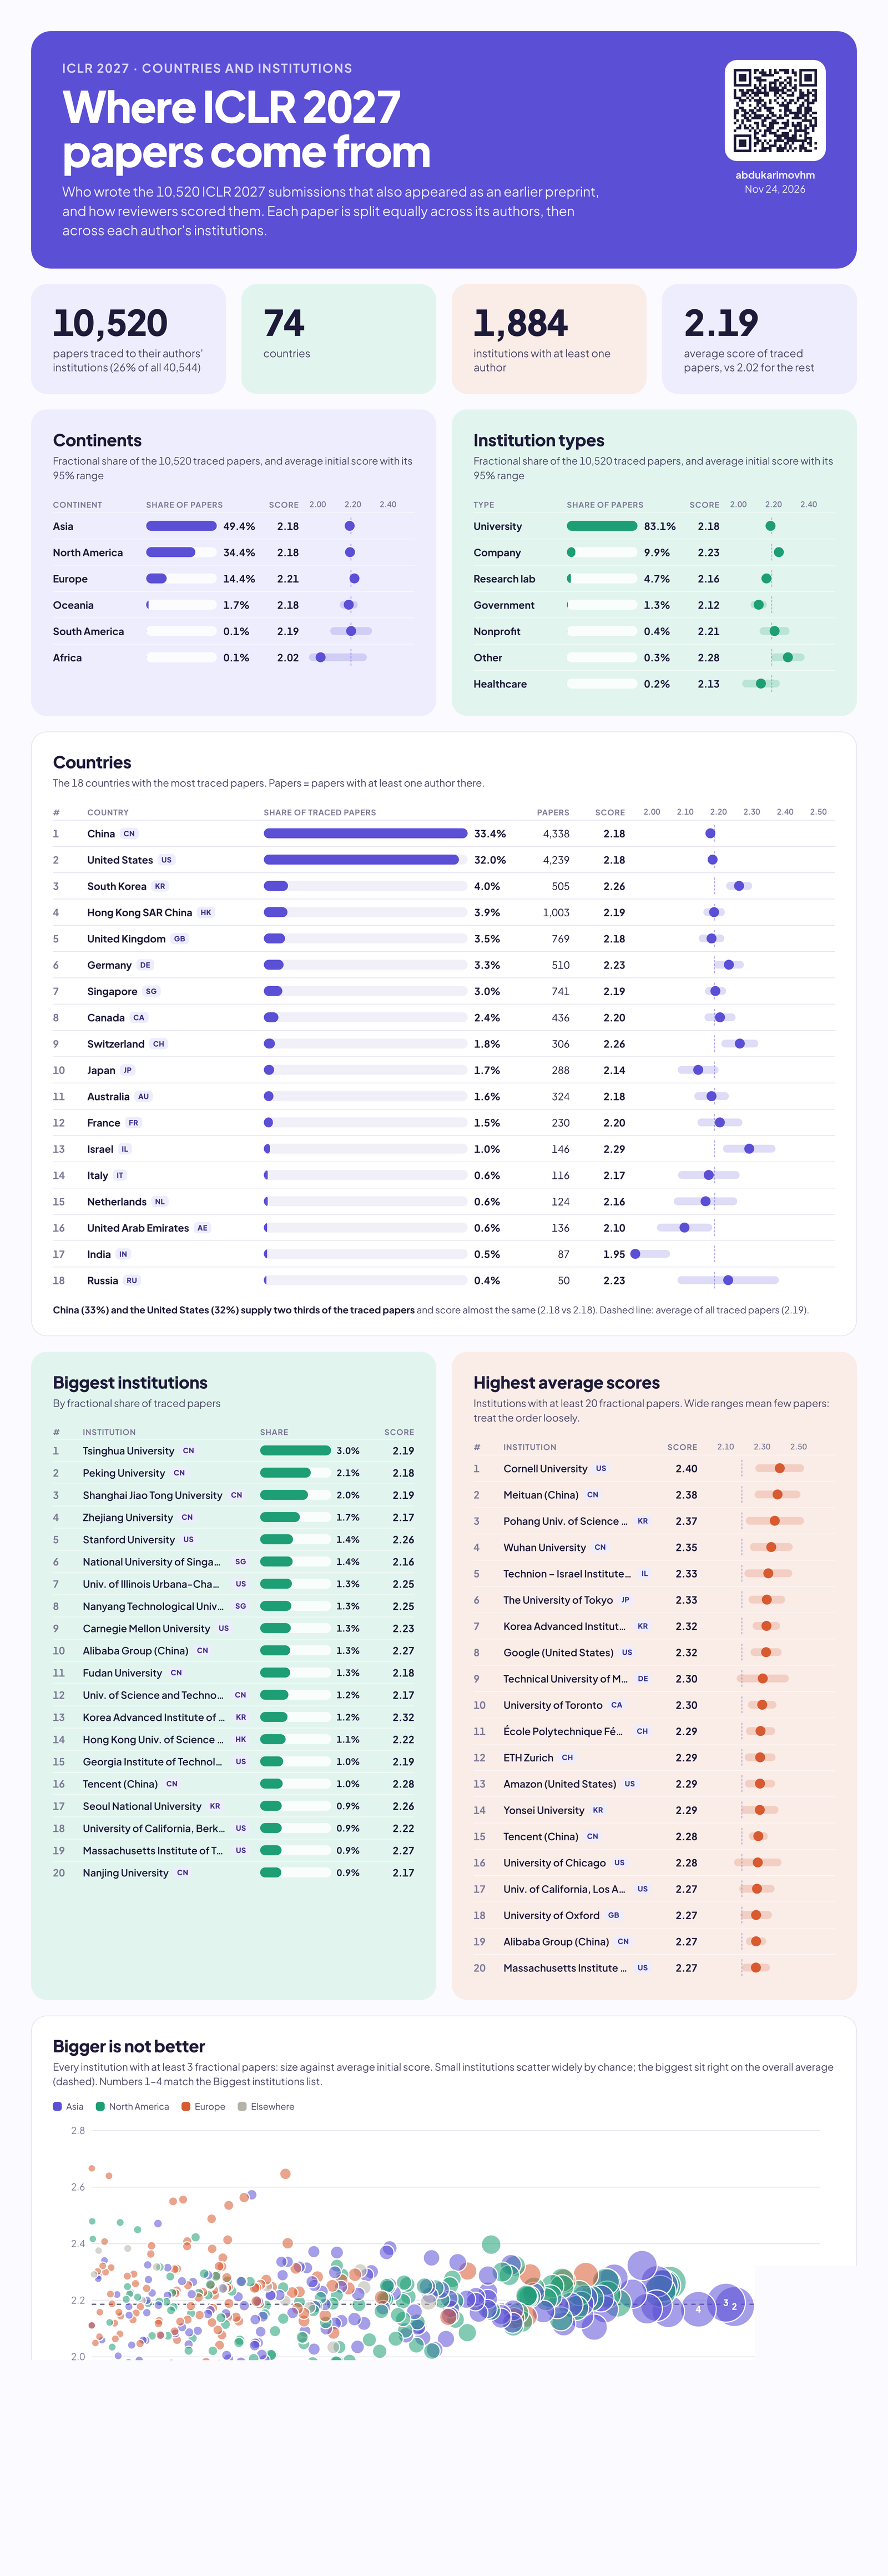 ICLR 2027 · COUNTRIES AND INSTITUTIONS
Where ICLR 2027
papers come from
Who wrote the 10,520 ICLR 2027 submissions that also appeared as an earlier preprint,
and how reviewers scored them. Each paper is split equally across its authors, then
across each author's institutions.
abdukarimovhm
Nov 24, 2026
10,520
papers traced to their authors'
institutions (26% of all 40,544)
74
countries
1,884
institutions with at least one
author
2.19
average score of traced
papers, vs 2.02 for the rest
Continents
Fractional share of the 10,520 traced papers, and average initial score with its
95% range
CONTINENT SHARE OF PAPERS SCORE 2.00 2.20 2.40
Asia 49.4% 2.18
North America 34.4% 2.18
Europe 14.4% 2.21
Oceania 1.7% 2.18
South America 0.1% 2.19
Africa 0.1% 2.02
Institution types
Fractional share of the 10,520 traced papers, and average initial score with its
95% range
TYPE SHARE OF PAPERS SCORE 2.00 2.20 2.40
University 83.1% 2.18
Company 9.9% 2.23
Research lab 4.7% 2.16
Government 1.3% 2.12
Nonprofit 0.4% 2.21
Other 0.3% 2.28
Healthcare 0.2% 2.13
Countries
The 18 countries with the most traced papers. Papers = papers with at least one author there.
# COUNTRY SHARE OF TRACED PAPERS PAPERS SCORE 2.00 2.10 2.20 2.30 2.40 2.50
1 China CN 33.4% 4,338 2.18
2 United States US 32.0% 4,239 2.18
3 South Korea KR 4.0% 505 2.26
4 Hong Kong SAR China HK 3.9% 1,003 2.19
5 United Kingdom GB 3.5% 769 2.18
6 Germany DE 3.3% 510 2.23
7 Singapore SG 3.0% 741 2.19
8 Canada CA 2.4% 436 2.20
9 Switzerland CH 1.8% 306 2.26
10 Japan JP 1.7% 288 2.14
11 Australia AU 1.6% 324 2.18
12 France FR 1.5% 230 2.20
13 Israel IL 1.0% 146 2.29
14 Italy IT 0.6% 116 2.17
15 Netherlands NL 0.6% 124 2.16
16 United Arab Emirates AE 0.6% 136 2.10
17 India IN 0.5% 87 1.95
18 Russia RU 0.4% 50 2.23
China (33%) and the United States (32%) supply two thirds of the traced papers and score almost the same (2.18 vs 2.18). Dashed line: average of all traced papers (2.19).
Biggest institutions
By fractional share of traced papers
# INSTITUTION SHARE SCORE
1 Tsinghua University CN 3.0% 2.19
2 Peking University CN 2.1% 2.18
3 Shanghai Jiao Tong University CN 2.0% 2.19
4 Zhejiang University CN 1.7% 2.17
5 Stanford University US 1.4% 2.26
6 National University of Singa... SG 1.4% 2.16
7 Univ. of Illinois Urbana-Cha... US 1.3% 2.25
8 Nanyang Technological Univ... SG 1.3% 2.25
9 Carnegie Mellon University US 1.3% 2.23
10 Alibaba Group (China) CN 1.3% 2.27
11 Fudan University CN 1.3% 2.18
12 Univ. of Science and Techno... CN 1.2% 2.17
13 Korea Advanced Institute of ... KR 1.2% 2.32
14 Hong Kong Univ. of Science ... HK 1.1% 2.22
15 Georgia Institute of Technol... US 1.0% 2.19
16 Tencent (China) CN 1.0% 2.28
17 Seoul National University KR 0.9% 2.26
18 University of California, Berk... US 0.9% 2.22
19 Massachusetts Institute of T... US 0.9% 2.27
20 Nanjing University CN 0.9% 2.17
Highest average scores
Institutions with at least 20 fractional papers. Wide ranges mean few papers:
treat the order loosely.
# INSTITUTION SCORE 2.10 2.30 2.50
1 Cornell University US 2.40
2 Meituan (China) CN 2.38
3 Pohang Univ. of Science ... KR 2.37
4 Wuhan University CN 2.35
5 Technion – Israel Institute... IL 2.33
6 The University of Tokyo JP 2.33
7 Korea Advanced Institut... KR 2.32
8 Google (United States) US 2.32
9 Technical University of M... DE 2.30
10 University of Toronto CA 2.30
11 École Polytechnique Fé... CH 2.29
12 ETH Zurich CH 2.29
13 Amazon (United States) US 2.29
14 Yonsei University KR 2.29
15 Tencent (China) CN 2.28
16 University of Chicago US 2.28
17 Univ. of California, Los A... US 2.27
18 University of Oxford GB 2.27
19 Alibaba Group (China) CN 2.27
20 Massachusetts Institute ... US 2.27
Bigger is not better
Every institution with at least 3 fractional papers: size against average initial score. Small institutions scatter widely by chance; the biggest sit right on the overall average
(dashed). Numbers 1–4 match the Biggest institutions list.
Asia North America Europe Elsewhere
2.8
2.6
2.4
2.2
4 3 2
2.0